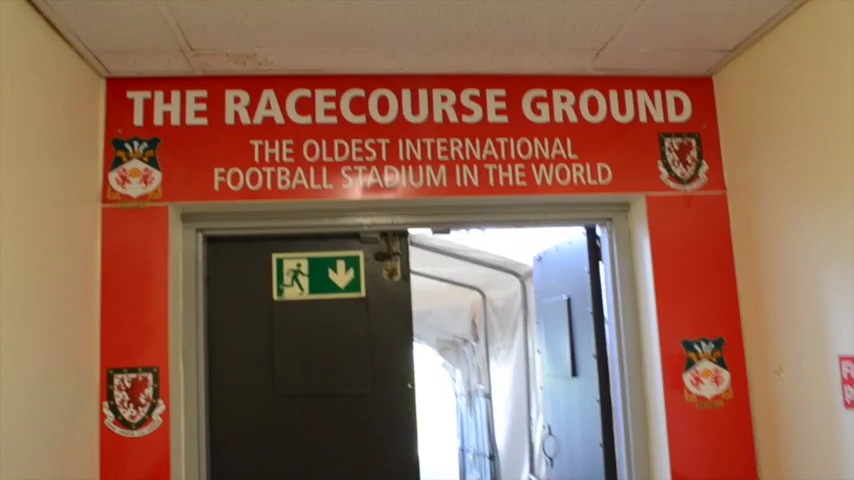 THE RACECOURSE GROUND
THE OLDEST INTERNATIONAL
FOOTBALL STADIUM IN THE WORLD